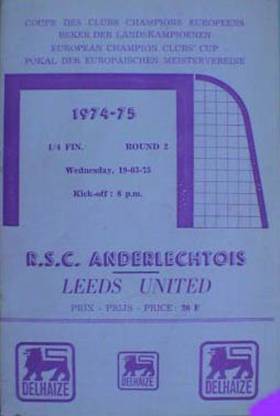 COUPE DES CLUBS CHAMPIONS EUROPEENS
BEKER DER LANDS-KAMPIOENEN
EUROPEAN CHAMPION CLUBS' CUP
POKAL DER EUROPAISCHEN MEISTERVEREINE
1974-75
1/4 FIN. ROUND 2
Wednesday, 19-03-75
Kick-off : 8 p.m.
R.S.C. ANDERLECHTOIS
LEEDS UNITED
PRIX - PRIJS - PRICE : 20 F
DELHAIZE DELHAIZE DELHAIZE